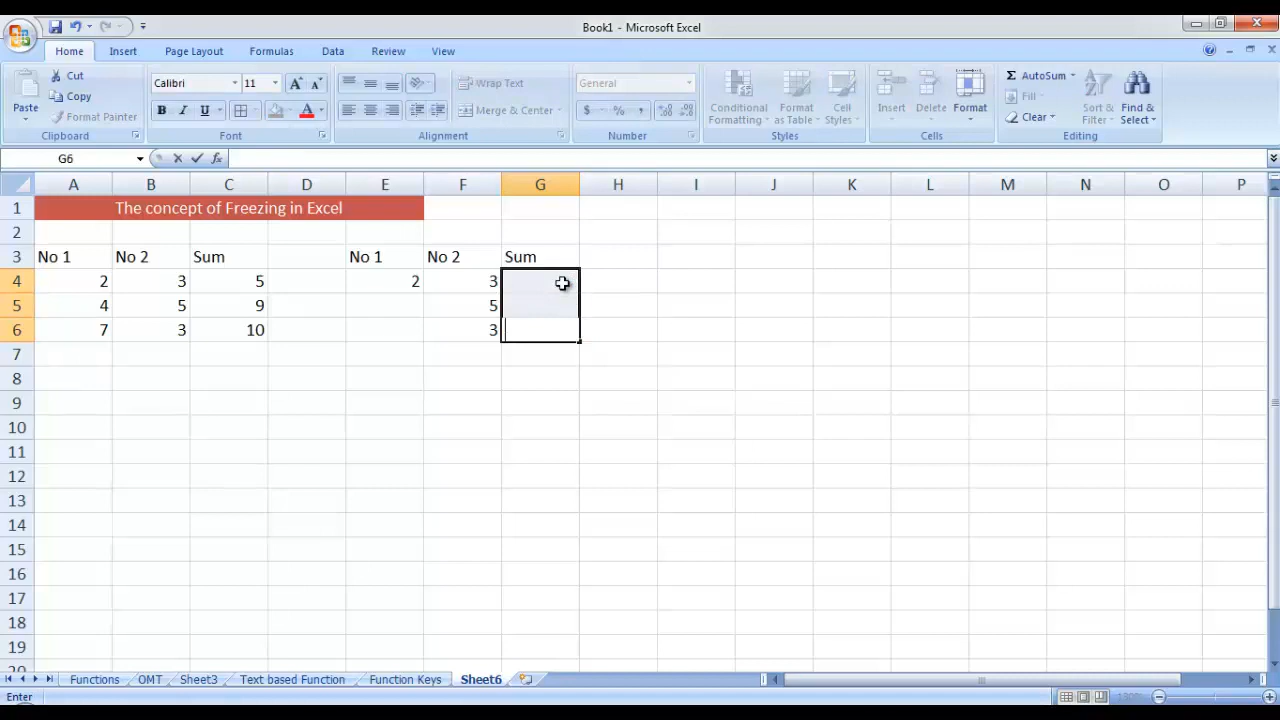 Book1 - Microsoft Excel
Home Insert Page Layout Formulas Data Review View
Paste Cut Copy Format Painter
Clipboard
Calibri 11
B I U A
Font
Wrap Text
Merge & Center
Alignment
General
$ % ,
Number
Conditional Formatting Format as Table Cell Styles
Styles
Insert Delete Format
Cells
Σ AutoSum Fill Clear Sort & Filter Find & Select
Editing
G6 fx
A B C D E F G H I J K L M N O P
1 The concept of Freezing in Excel
2
3 No 1 No 2 Sum No 1 No 2 Sum
4 2 3 5 2 3
5 4 5 9 5
6 7 3 10 3
7
8
9
10
11
12
13
14
15
16
17
18
19
Functions OMT Sheet3 Text based Function Function Keys Sheet6
Enter 130%